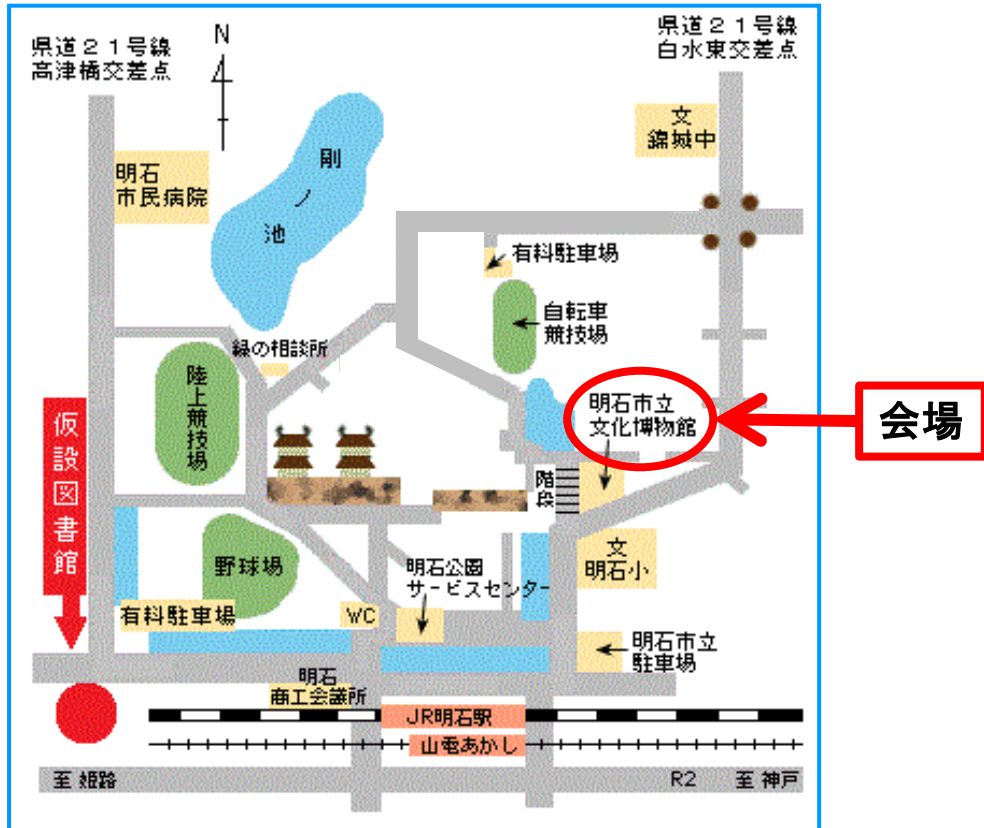 県道２１号線
高津橋交差点
N
県道２１号線
白水東交差点
文
錦城中
明石
市民病院
剛ノ池
有料駐車場
自転車
競技場
緑の相談所
陸上競技場
明石市立
文化博物館
会場
仮設図書館
階段
野球場
明石公園
サービスセンター
文
明石小
有料駐車場
WC
明石市立
駐車場
明石
商工会議所
JR明石駅
山電あかし
至 姫路
R2
至 神戸